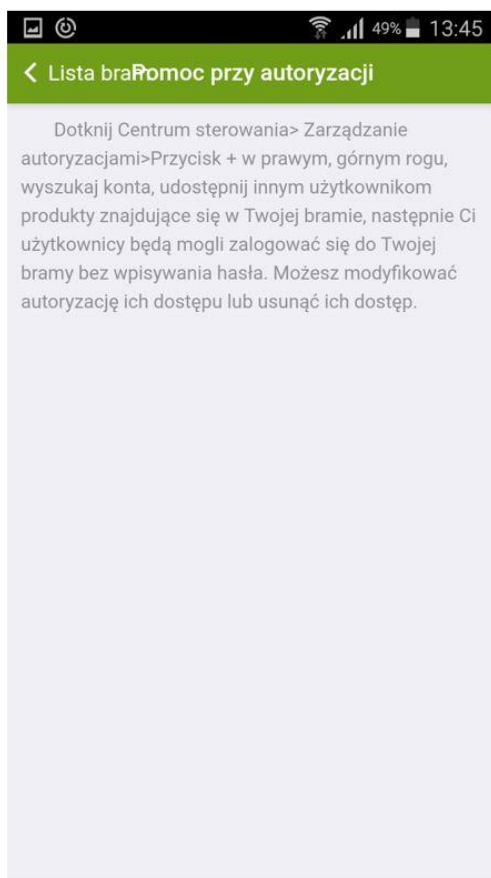 49% 13:45
Lista bram Pomoc przy autoryzacji
Dotknij Centrum sterowania> Zarządzanie
autoryzacjami>Przycisk + w prawym, górnym rogu,
wyszukaj konta, udostępnij innym użytkownikom
produkty znajdujące się w Twojej bramie, następnie Ci
użytkownicy będą mogli zalogować się do Twojej
bramy bez wpisywania hasła. Możesz modyfikować
autoryzację ich dostępu lub usunąć ich dostęp.